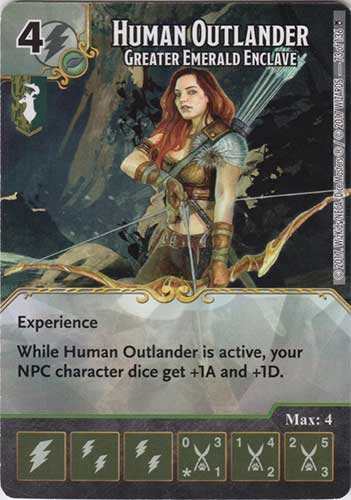 4
HUMAN OUTLANDER
GREATER EMERALD ENCLAVE
Experience
While Human Outlander is active, your
NPC character dice get +1A and +1D.
Max: 4
0 3 * 1
1 4 2
2 5 3